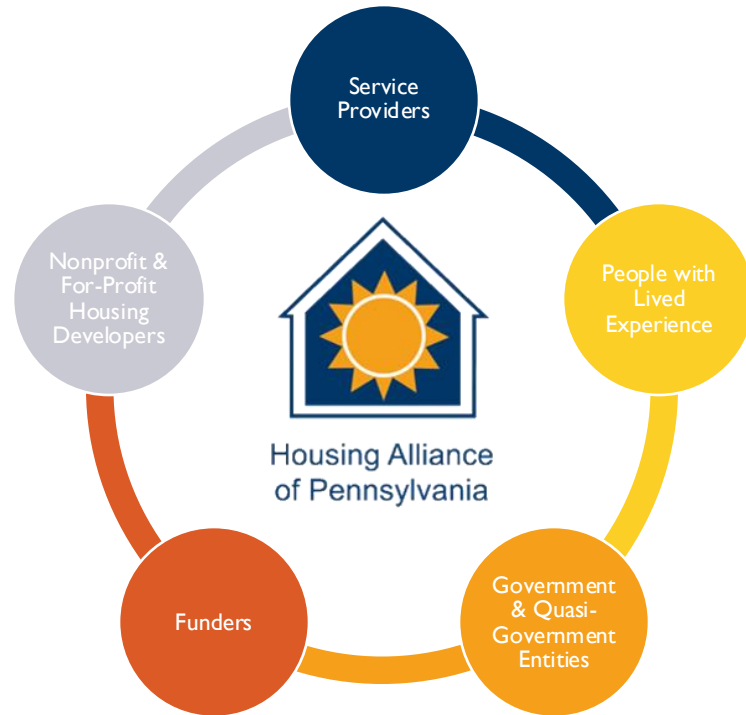 Service
Providers
People with
Lived
Experience
Government
& Quasi-
Government
Entities
Funders
Nonprofit &
For-Profit
Housing
Developers
Housing Alliance
of Pennsylvania